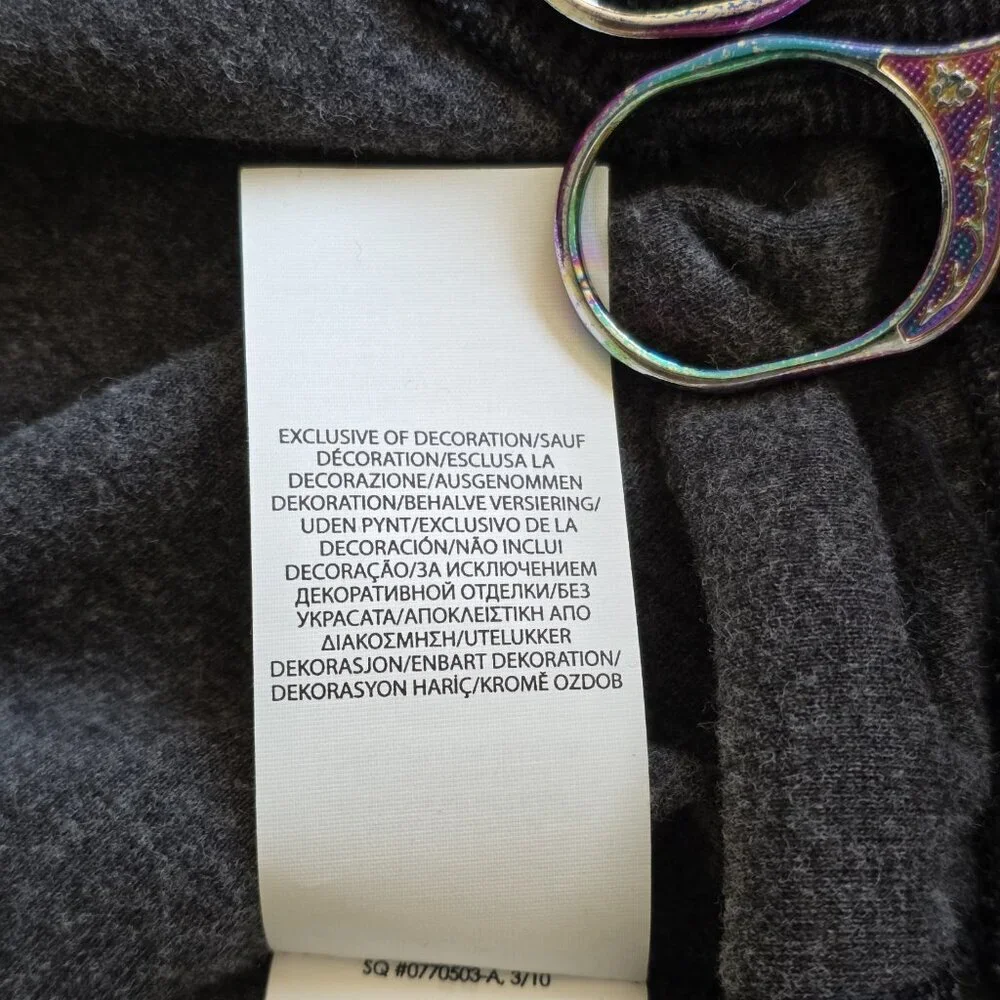 EXCLUSIVE OF DECORATION/SAUF
DÉCORATION/ESCLUSA LA
DECORAZIONE/AUSGENOMMEN
DEKORATION/BEHALVE VERSIERING/
UDEN PYNT/EXCLUSIVO DE LA
DECORACIÓN/NÃO INCLUI
DECORAÇÃO/ЗА ИСКЛЮЧЕНИЕМ
ДЕКОРАТИВНОЙ ОТДЕЛКИ/БЕЗ
УКРАСАТА/ΑΠΟΚΛΕΙΣΤΙΚΗ ΑΠΟ
ΔΙΑΚΟΣΜΗΣΗ/UTELUKKER
DEKORASJON/ENBART DEKORATION/
DEKORASYON HARİÇ/KROMĚ OZDOB
SQ #0770503-A, 3/10